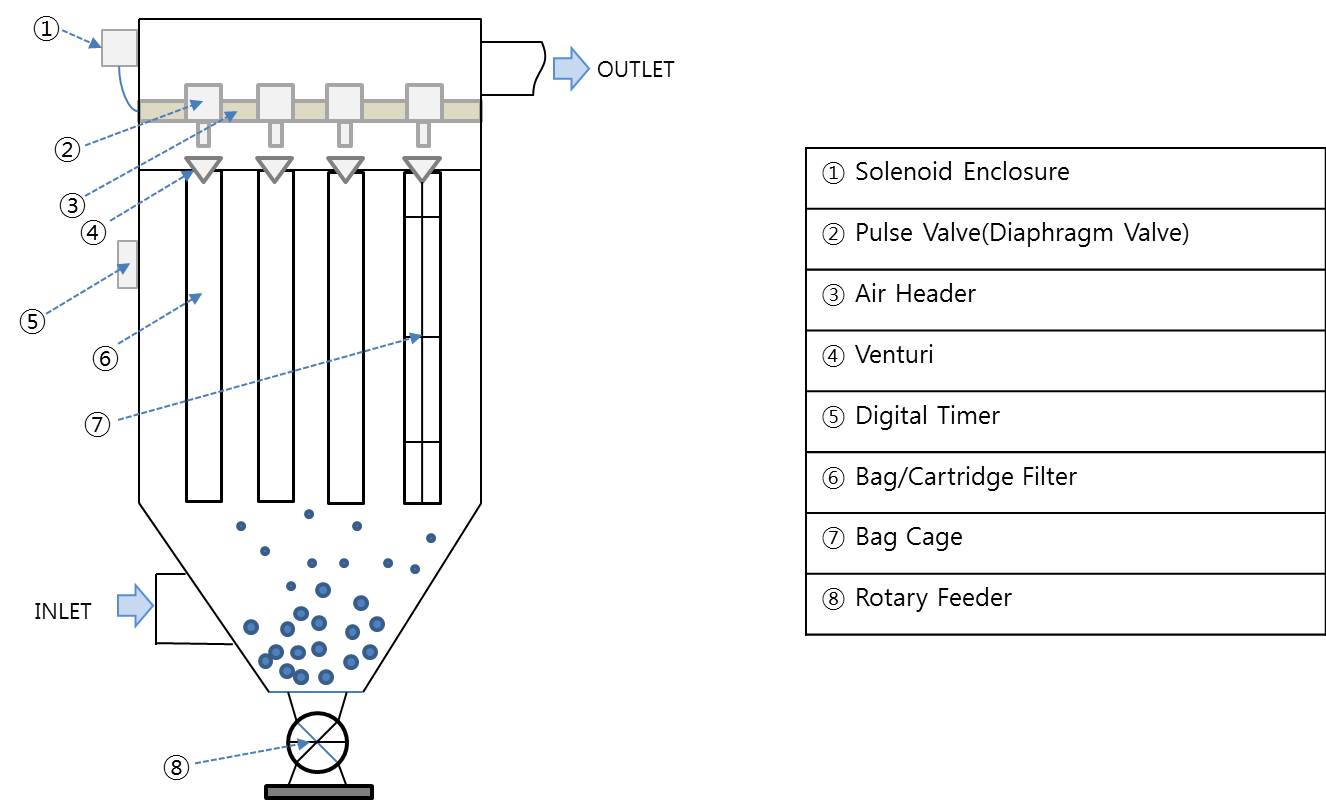 ①
OUTLET
②
③
④
⑤
⑥
⑦
INLET
⑧
① Solenoid Enclosure
② Pulse Valve(Diaphragm Valve)
③ Air Header
④ Venturi
⑤ Digital Timer
⑥ Bag/Cartridge Filter
⑦ Bag Cage
⑧ Rotary Feeder